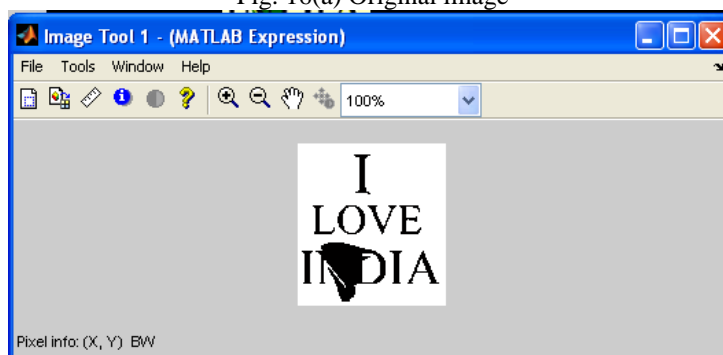 Fig. 16(a) Original image
Image Tool 1 - (MATLAB Expression)
File Tools Window Help
100%
I
LOVE
INDIA
Pixel info: (X, Y) BW